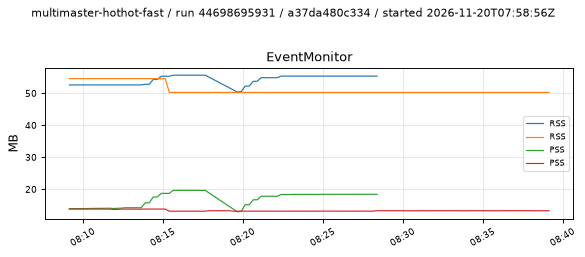 multimaster-hothot-fast / run 44698695931 / a37da480c334 / started 2026-11-20T07:58:56Z
EventMonitor
MB
50
40
30
20
RSS
RSS
PSS
PSS
08:10
08:15
08:20
08:25
08:30
08:35
08:40